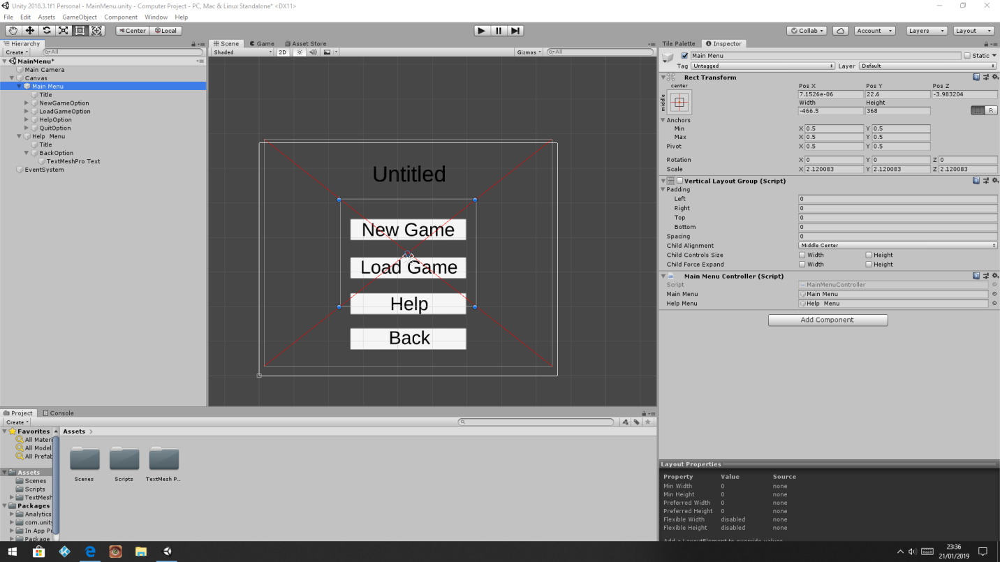 Unity 2018.3.1f1 Personal - MainMenu.unity - Computer Project - PC, Mac & Linux Standalone* <DX11>
File Edit Assets GameObject Component Window Help
Center Local Collab Account Layers Layout
Hierarchy
Create All
MainMenu*
Main Camera
Canvas
Main Menu
Title
NewGameOption
LoadGameOption
HelpOption
QuitOption
Help Menu
Title
BackOption
TextMeshPro Text
EventSystem
Scene Game Asset Store
Shaded 2D Gizmos All
Untitled
New Game
Load Game
Help
Back
Tile Palette Inspector
Main Menu Static
Tag Untagged Layer Default
Rect Transform
center
middle
Pos X Pos Y Pos Z
7.1526e-06 22.6 -3.983204
Width Height
-466.5 368 R
Anchors
Min X 0.5 Y 0.5
Max X 0.5 Y 0.5
Pivot X 0.5 Y 0.5
Rotation X 0 Y 0 Z 0
Scale X 2.120083 Y 2.120083 Z 2.120083
Vertical Layout Group (Script)
Padding
Left 0
Right 0
Top 0
Bottom 0
Spacing 0
Child Alignment Middle Center
Child Controls Size Width Height
Child Force Expand Width Height
Main Menu Controller (Script)
Script MainMenuController
Main Menu Main Menu
Help Menu Help Menu
Add Component
Project Console
Create
Favorites
All Materi
All Model
All Prefab
Assets
Scenes
Scripts
TextMesh
Packages
Analytics
com.unity
In App Pu
Package
Assets
Scenes Scripts TextMesh P...
Layout Properties
Property Value Source
Min Width 0 none
Min Height 0 none
Preferred Width 0 none
Preferred Height 0 none
Flexible Width disabled none
Flexible Height disabled none
Add a LayoutElement to override values
23:36
21/01/2019